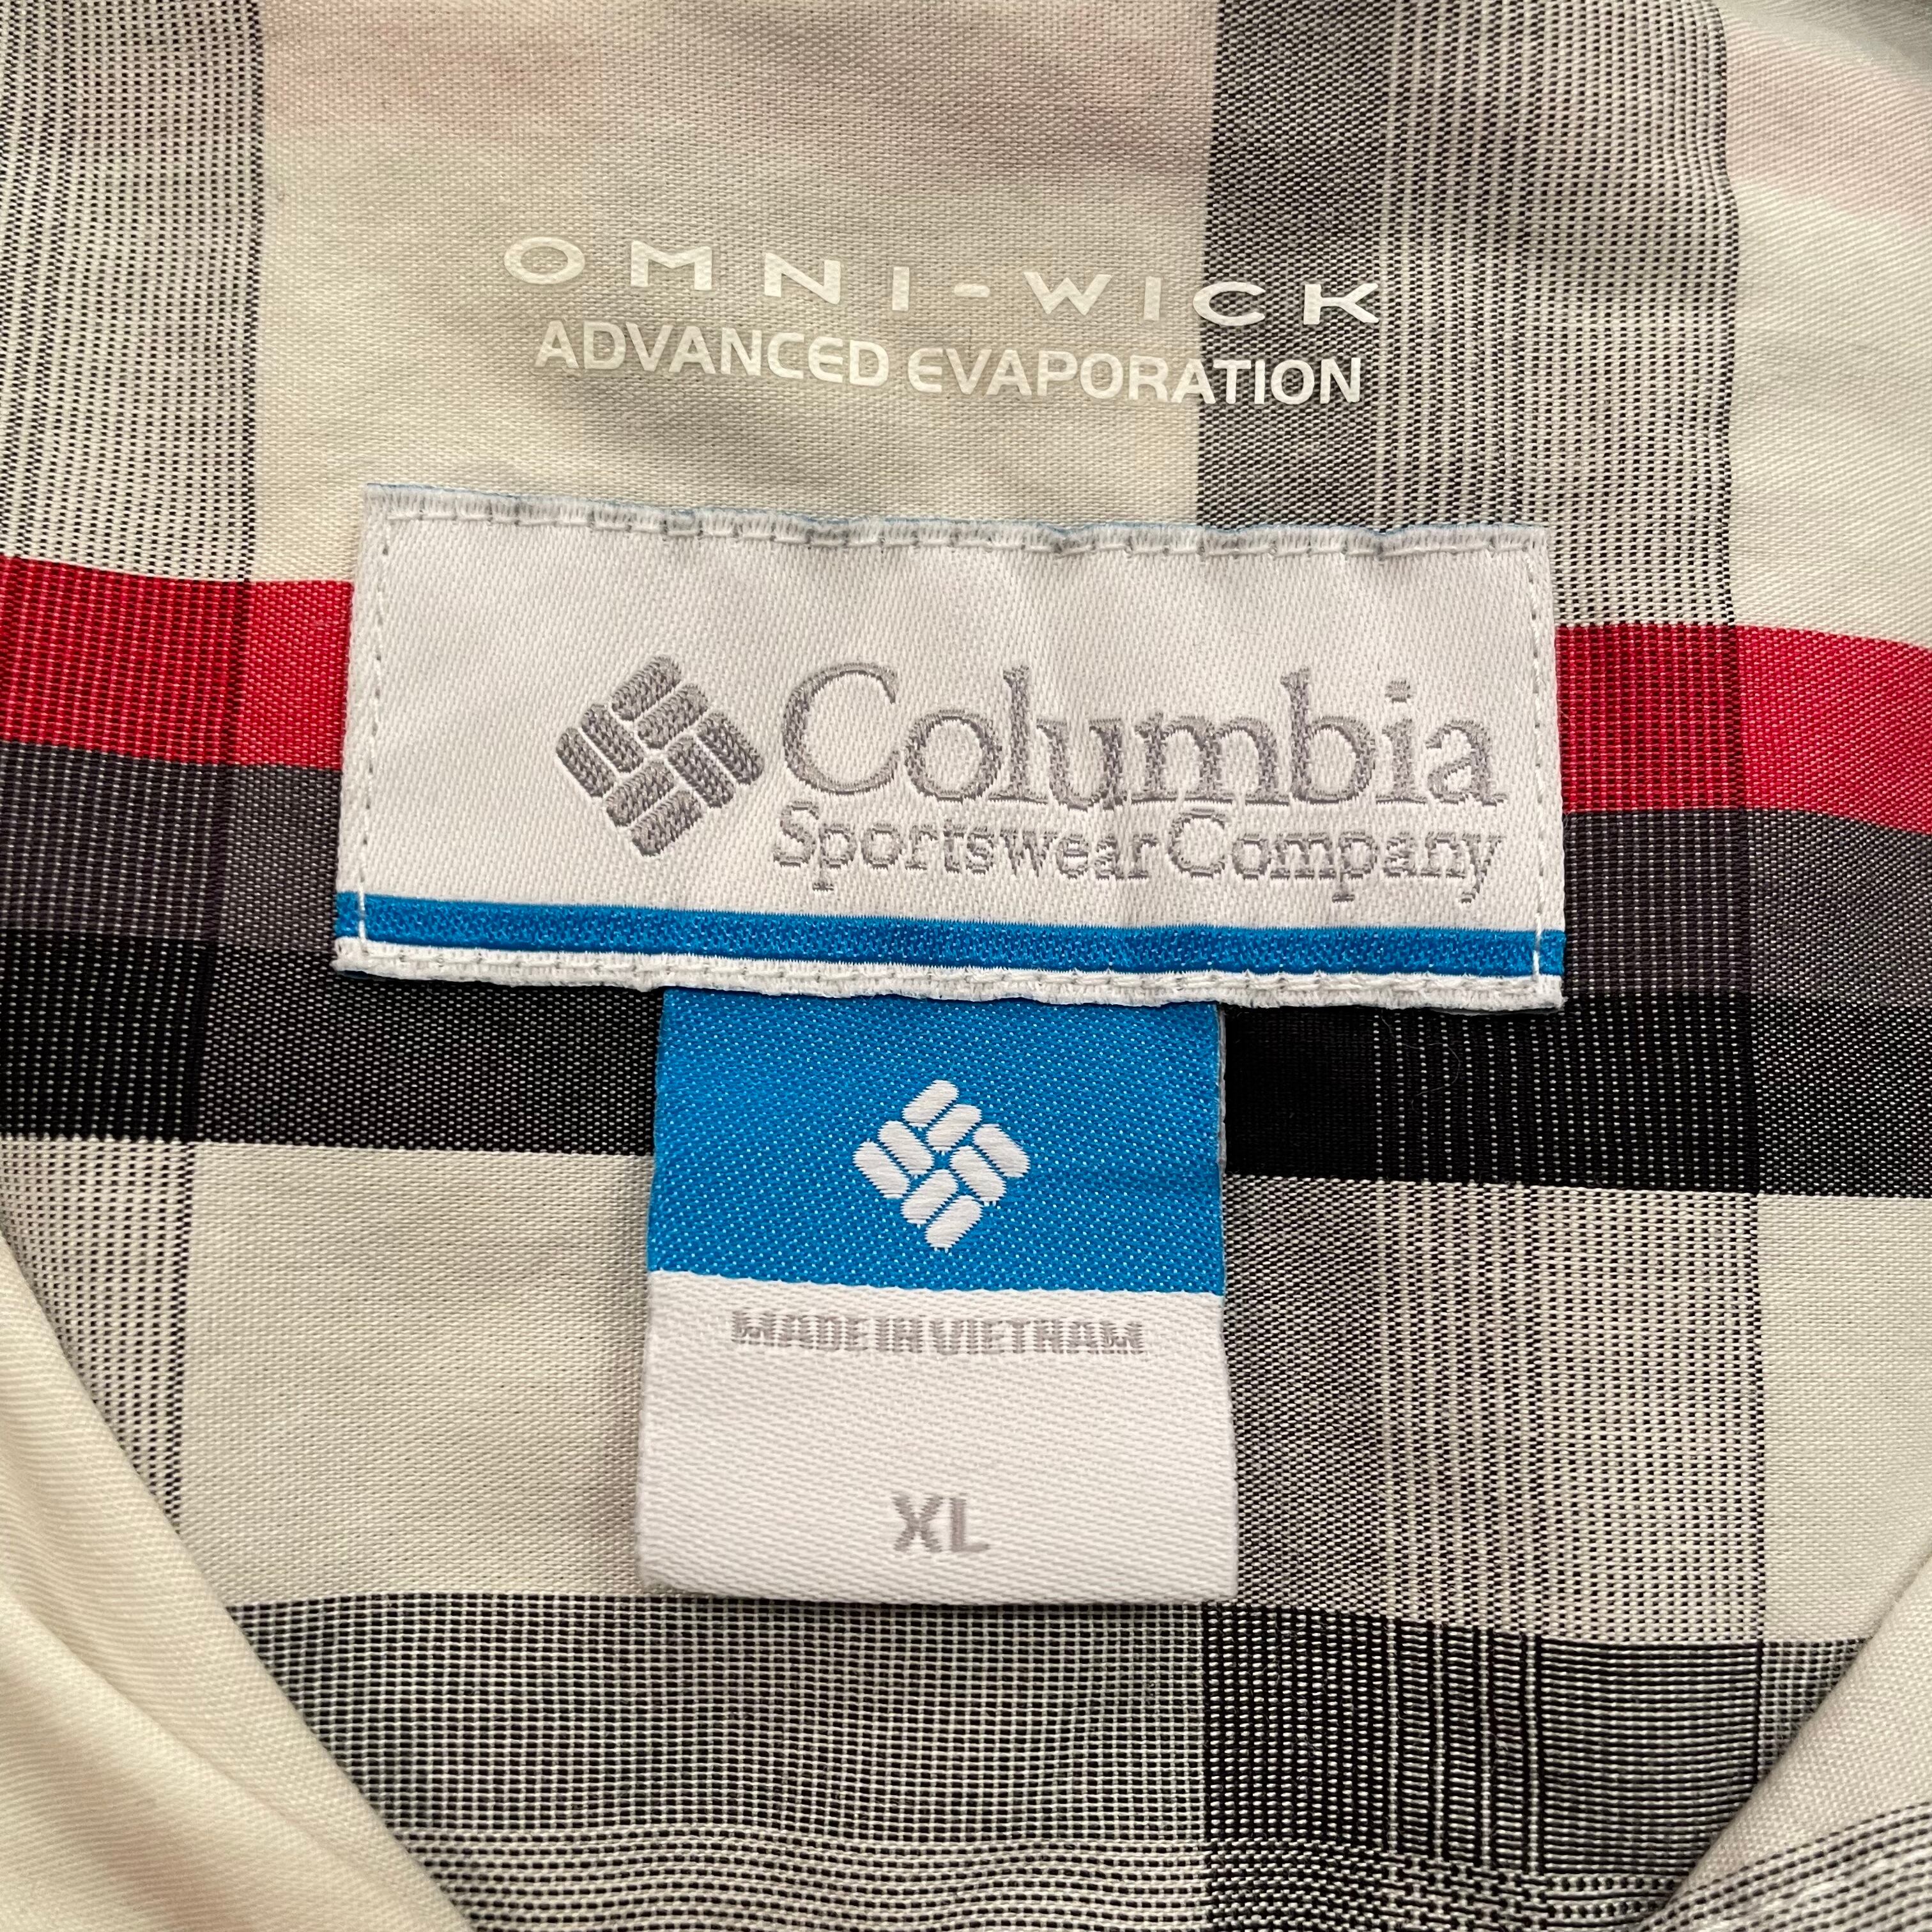 OMNI-WICK
ADVANCED EVAPORATION
Columbia
Sportswear Company
MADE IN VIETNAM
XL